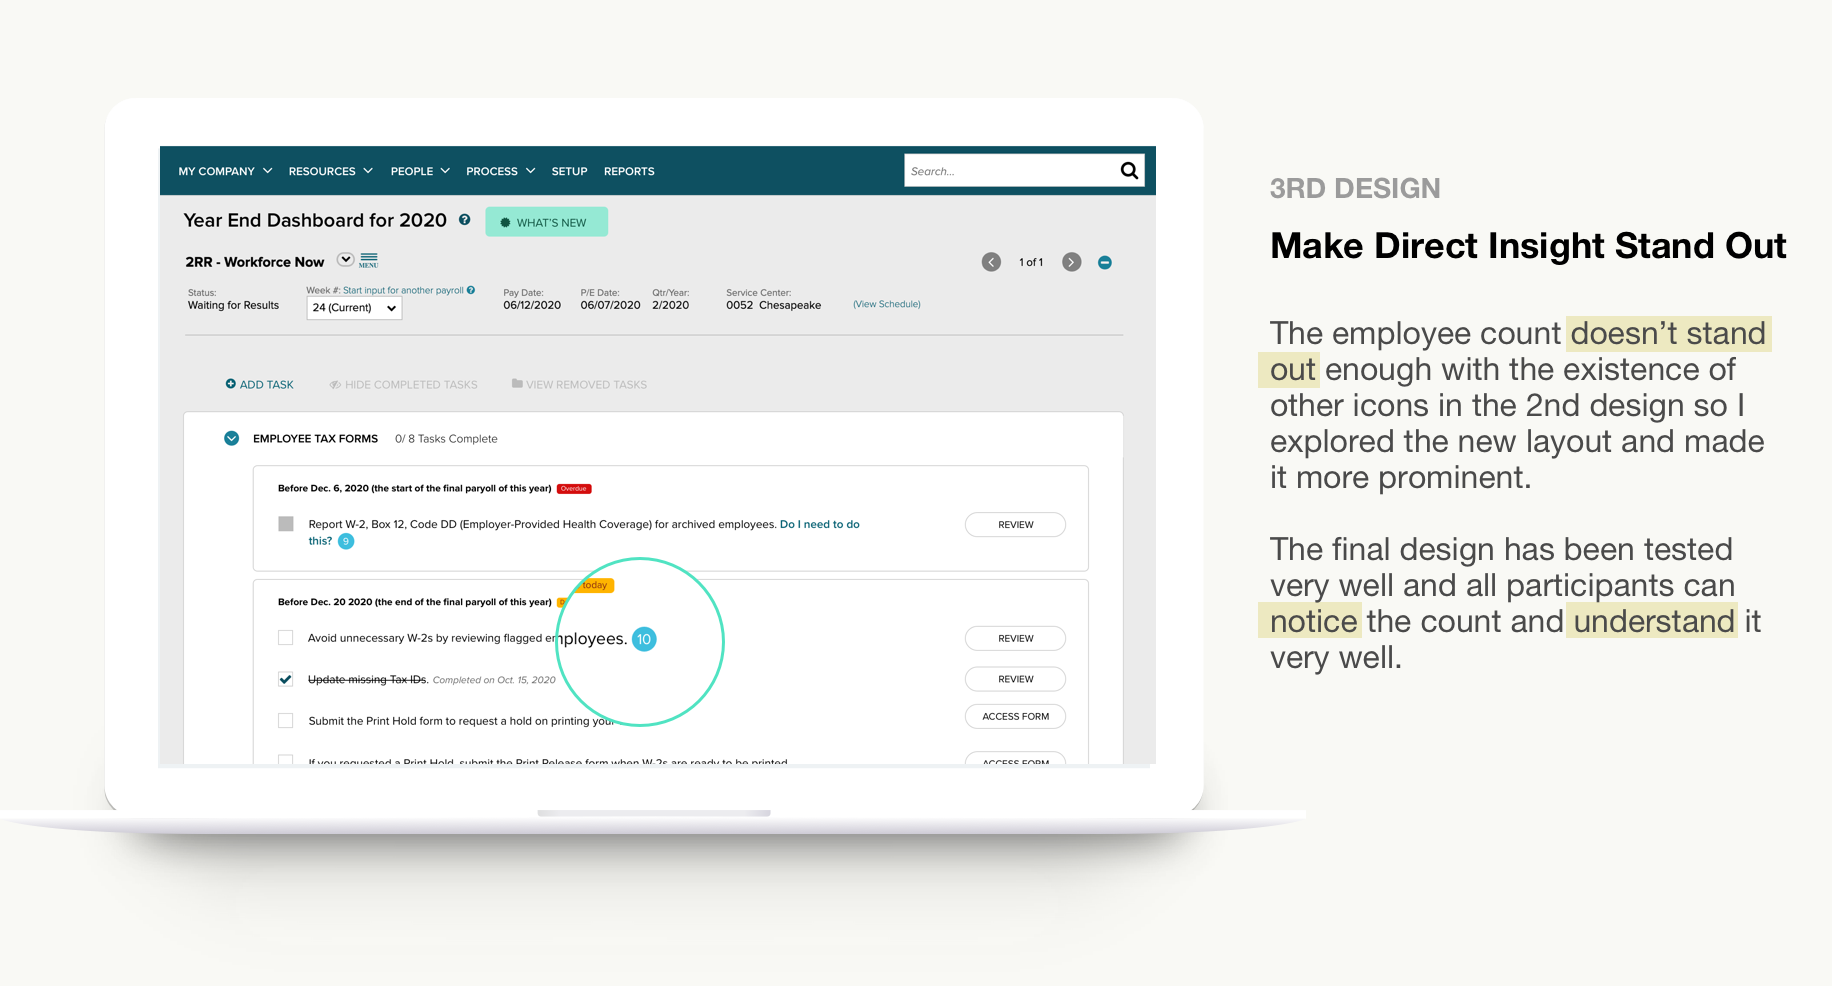 MY COMPANY RESOURCES PEOPLE PROCESS SETUP REPORTS Search...
Year End Dashboard for 2020 ? WHAT'S NEW
2RR - Workforce Now MENU 1 of 1
Status: Week #: Start input for another payroll ? Pay Date: P/E Date: Qtr/Year: Service Center:
Waiting for Results 24 (Current) 06/12/2020 06/07/2020 2/2020 0052 Chesapeake (View Schedule)
ADD TASK HIDE COMPLETED TASKS VIEW REMOVED TASKS
EMPLOYEE TAX FORMS 0/ 8 Tasks Complete
Before Dec. 6, 2020 (the start of the final paryoll of this year) Overdue
Report W-2, Box 12, Code DD (Employer-Provided Health Coverage) for archived employees. Do I need to do REVIEW
this? 9
today
Before Dec. 20 2020 (the end of the final paryoll of this year)
Avoid unnecessary W-2s by reviewing flagged employees. 10 REVIEW
Update missing Tax IDs. Completed on Oct. 15, 2020 REVIEW
Submit the Print Hold form to request a hold on printing your ACCESS FORM
If you requested a Print Hold, submit the Print Release form when W-2s are ready to be printed ACCESS FORM
3RD DESIGN
Make Direct Insight Stand Out
The employee count doesn't stand
out enough with the existence of
other icons in the 2nd design so I
explored the new layout and made
it more prominent.
The final design has been tested
very well and all participants can
notice the count and understand it
very well.